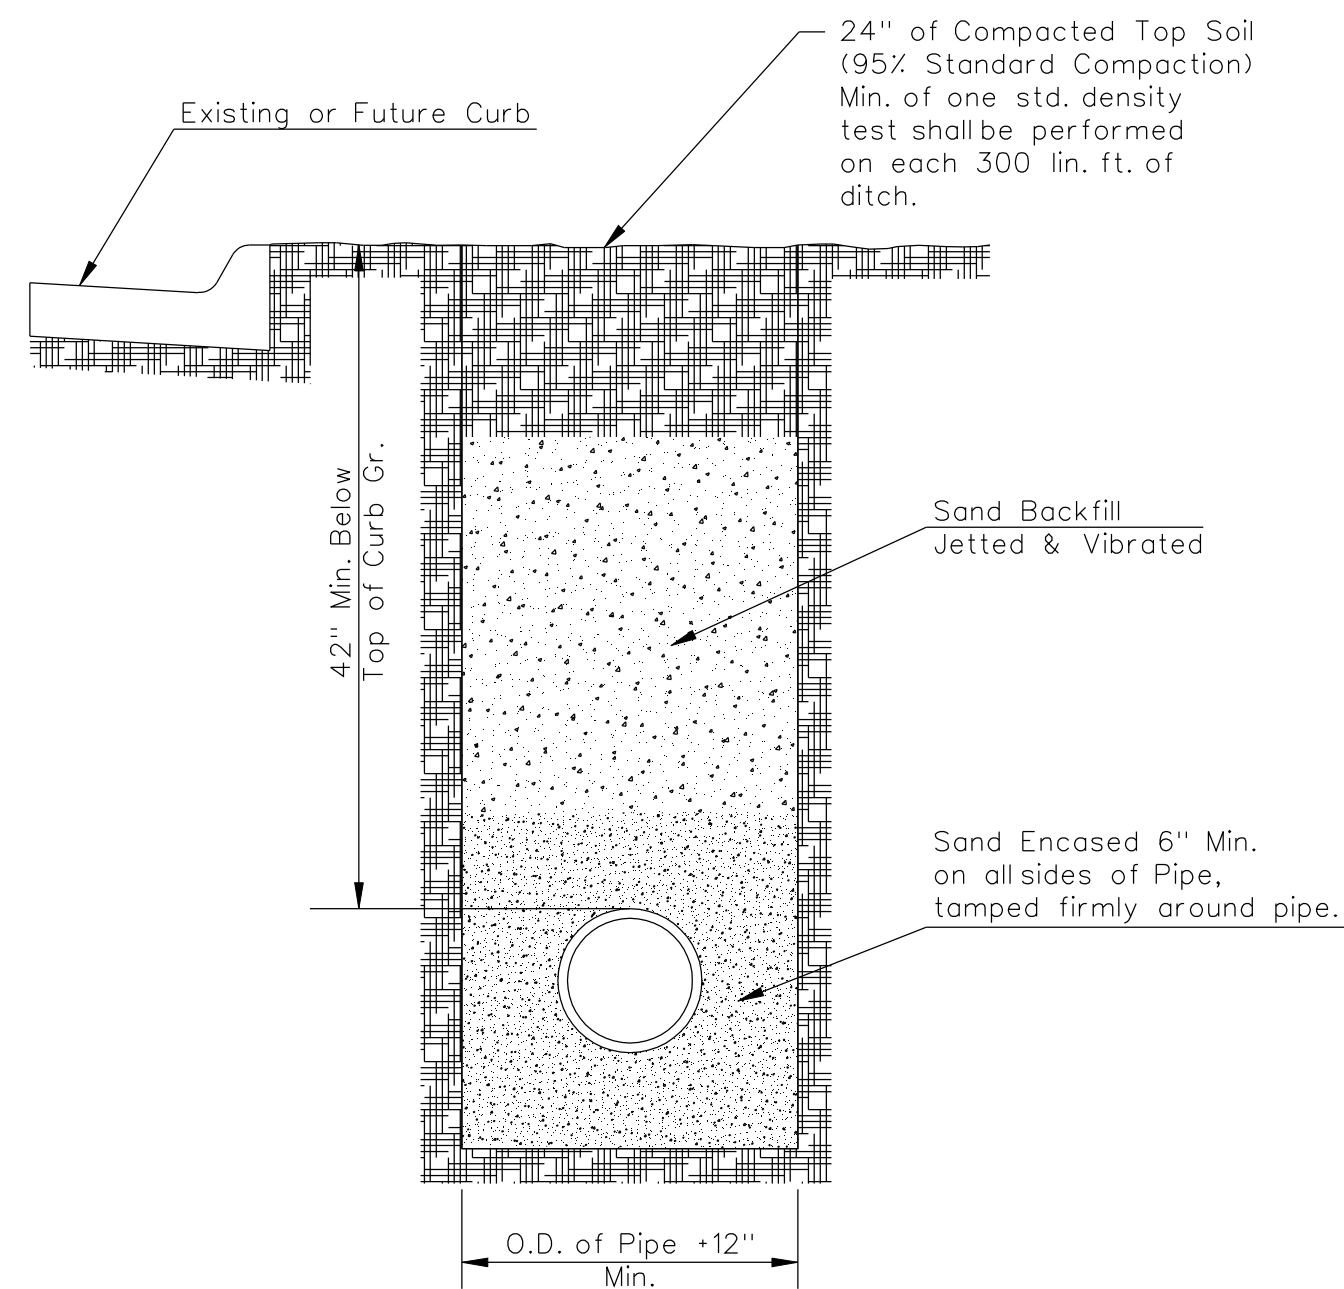 24" of Compacted Top Soil
(95% Standard Compaction)
Min. of one std. density
test shall be performed
on each 300 lin. ft. of
ditch.
Existing or Future Curb
42" Min. Below
Top of Curb Gr.
Sand Backfill
Jetted & Vibrated
Sand Encased 6" Min.
on all sides of Pipe,
tamped firmly around pipe.
O.D. of Pipe +12"
Min.